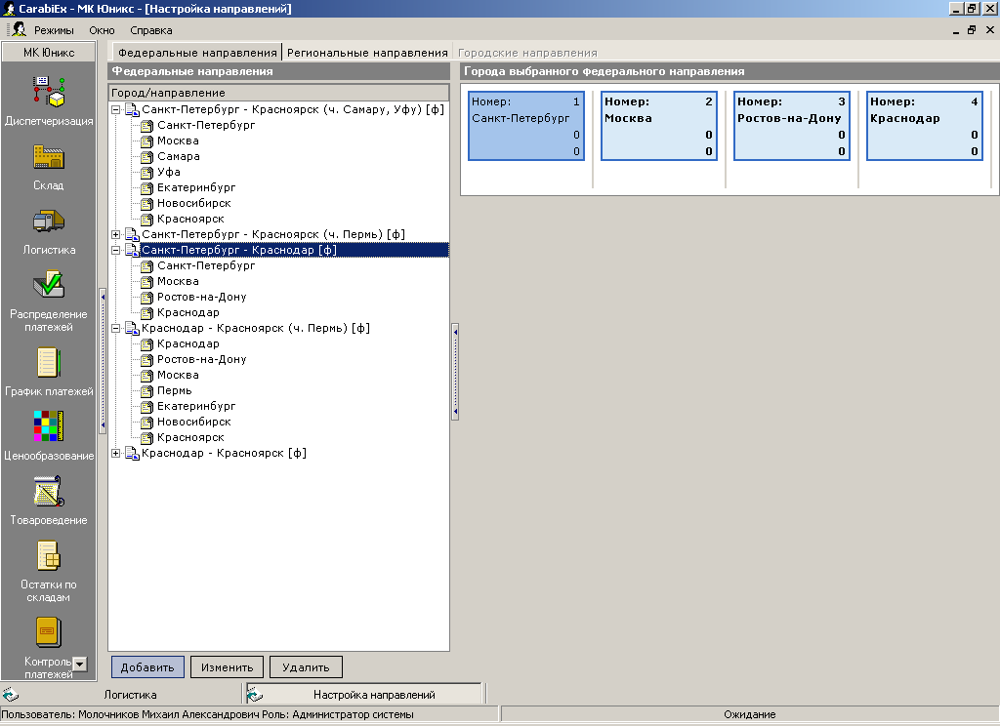 CarabiEx - МК Юникс - [Настройка направлений]
Режимы Окно Справка
МК Юникс
Диспетчеризация
Склад
Логистика
Распределение
платежей
График платежей
Ценообразование
Товароведение
Остатки по
складам
Контроль
платежей
Федеральные направления Региональные направления Городские направления
Федеральные направления
Город/направление
Санкт-Петербург - Красноярск (ч. Самару, Уфу) [ф]
Санкт-Петербург
Москва
Самара
Уфа
Екатеринбург
Новосибирск
Красноярск
Санкт-Петербург - Красноярск (ч. Пермь) [ф]
Санкт-Петербург - Краснодар [ф]
Санкт-Петербург
Москва
Ростов-на-Дону
Краснодар
Краснодар - Красноярск (ч. Пермь) [ф]
Краснодар
Ростов-на-Дону
Москва
Пермь
Екатеринбург
Новосибирск
Красноярск
Краснодар - Красноярск [ф]
Добавить Изменить Удалить
Города выбранного федерального направления
Номер: 1
Санкт-Петербург
0
0
Номер: 2
Москва
0
0
Номер: 3
Ростов-на-Дону
0
0
Номер: 4
Краснодар
0
0
Логистика Настройка направлений
Пользователь: Молочников Михаил Александрович Роль: Администратор системы Ожидание